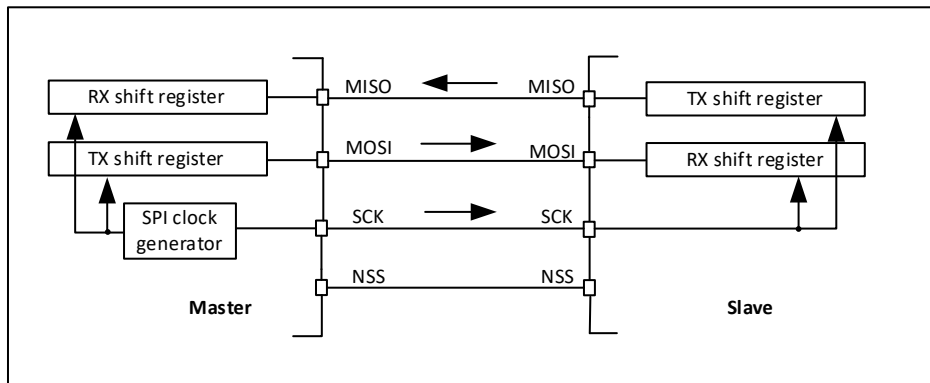 RX shift register
MISO
MISO
TX shift register
TX shift register
MOSI
MOSI
RX shift register
SPI clock
generator
SCK
SCK
NSS
NSS
Master
Slave